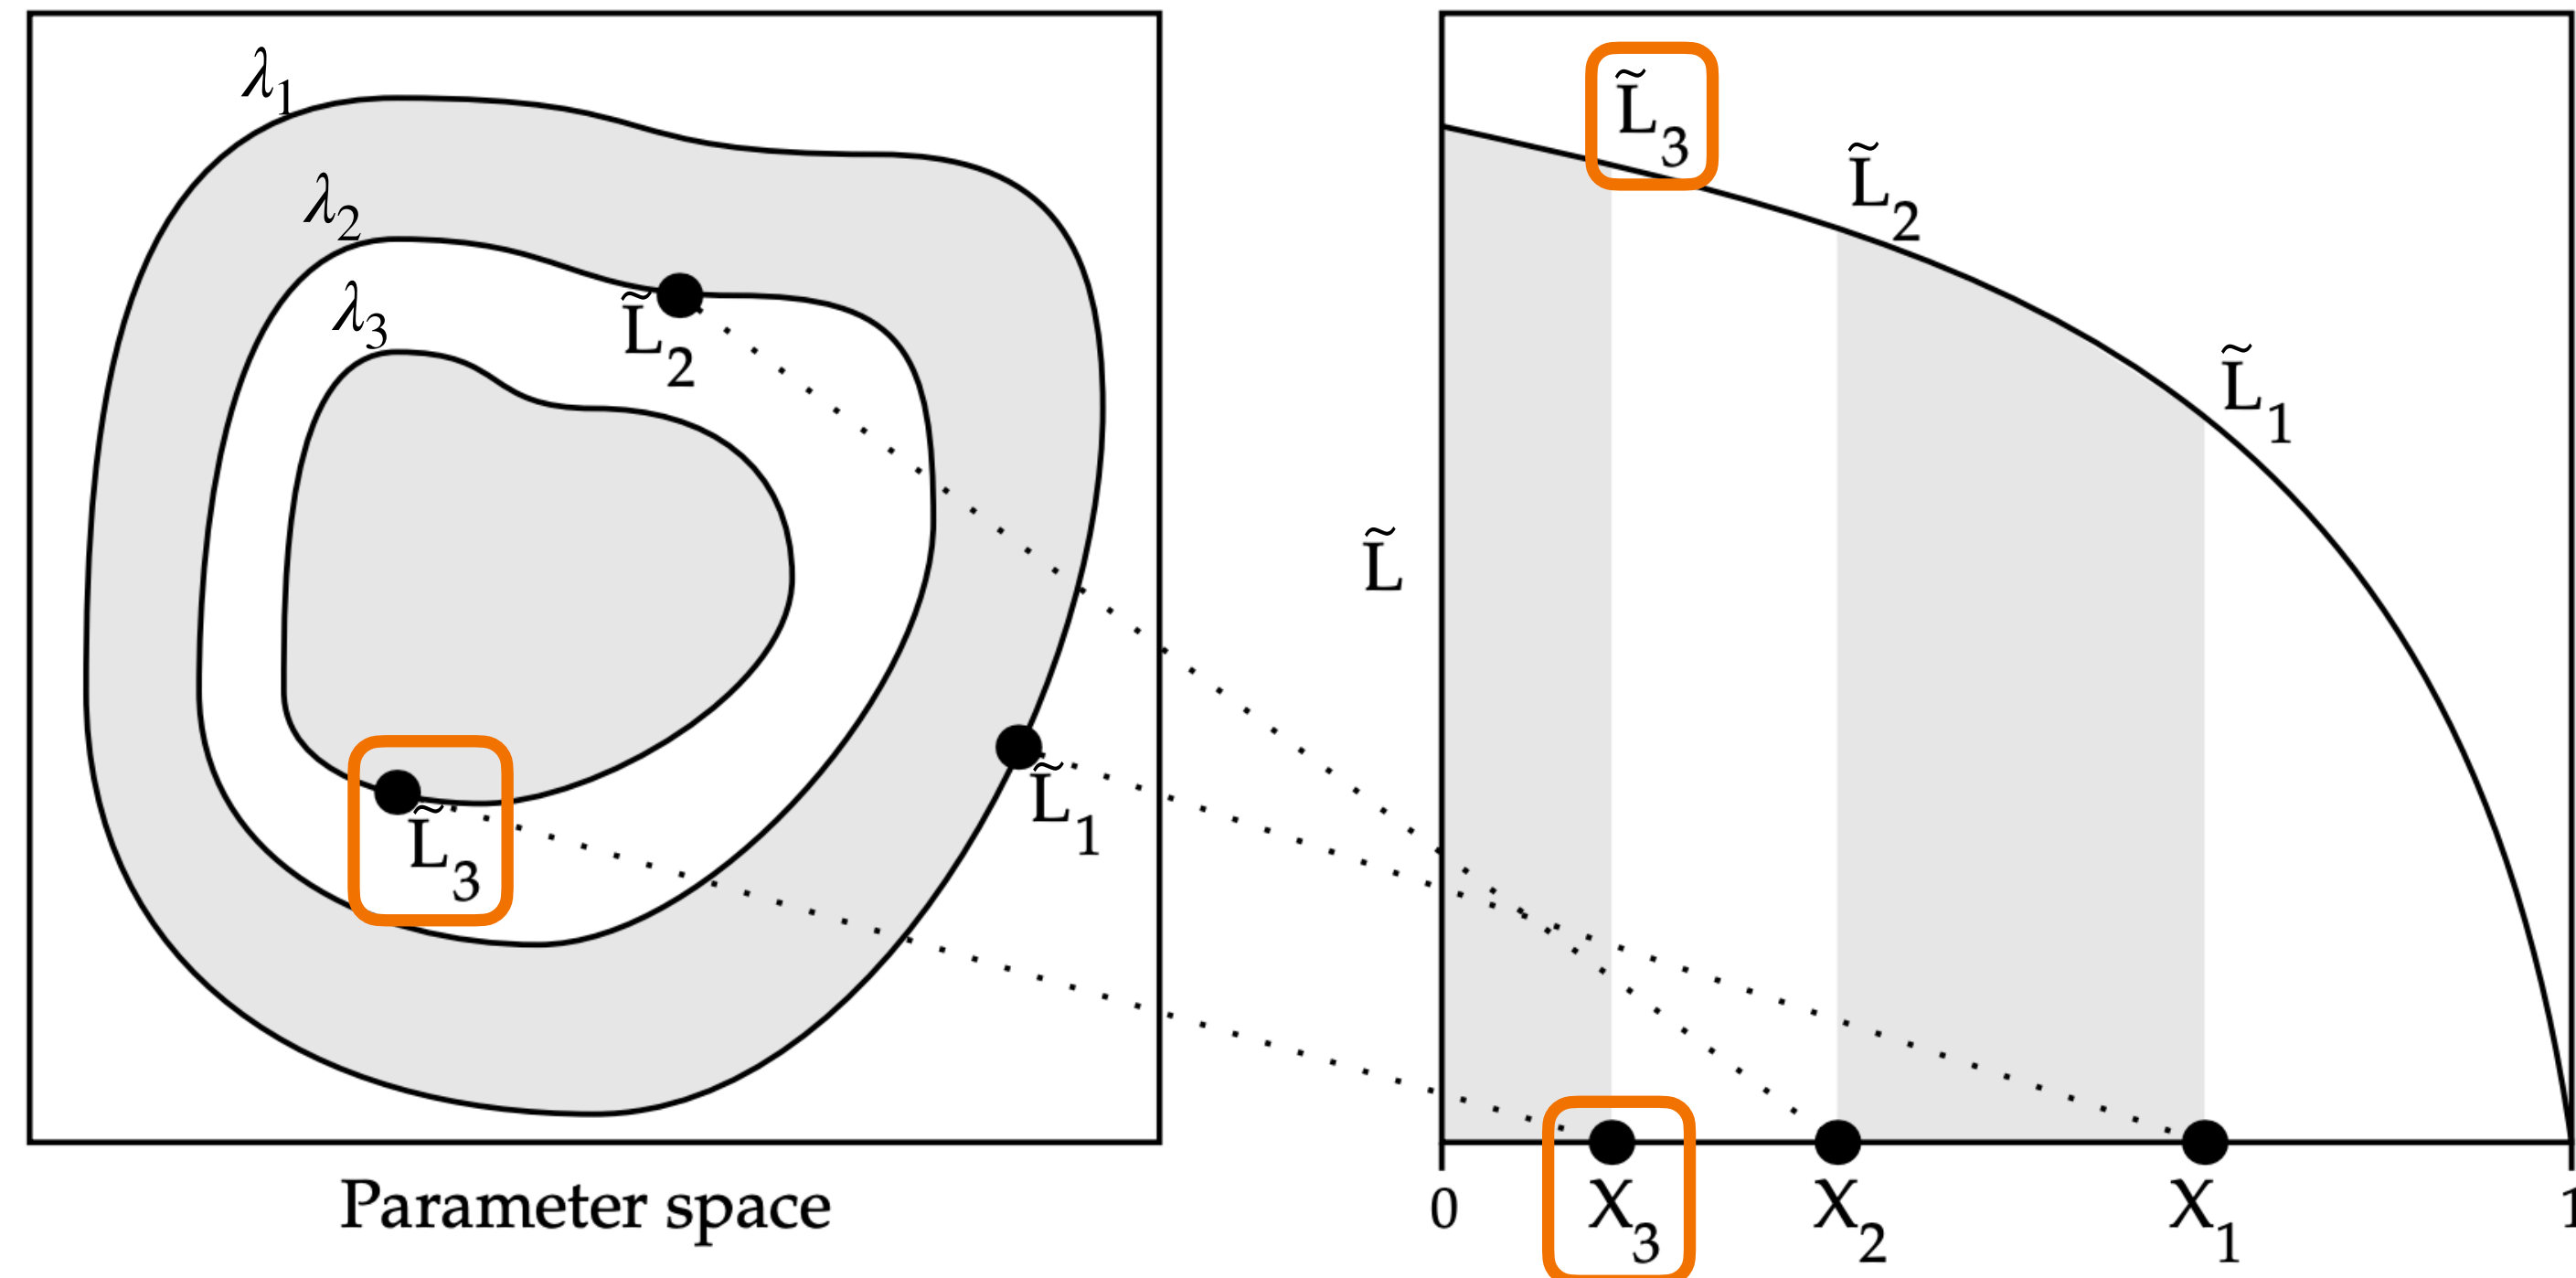 λ₁
λ₂
λ₃
L̃₂
L̃₁
L̃₃
Parameter space
L̃₃
L̃₂
L̃₁
L̃
0
X₃
X₂
X₁
1